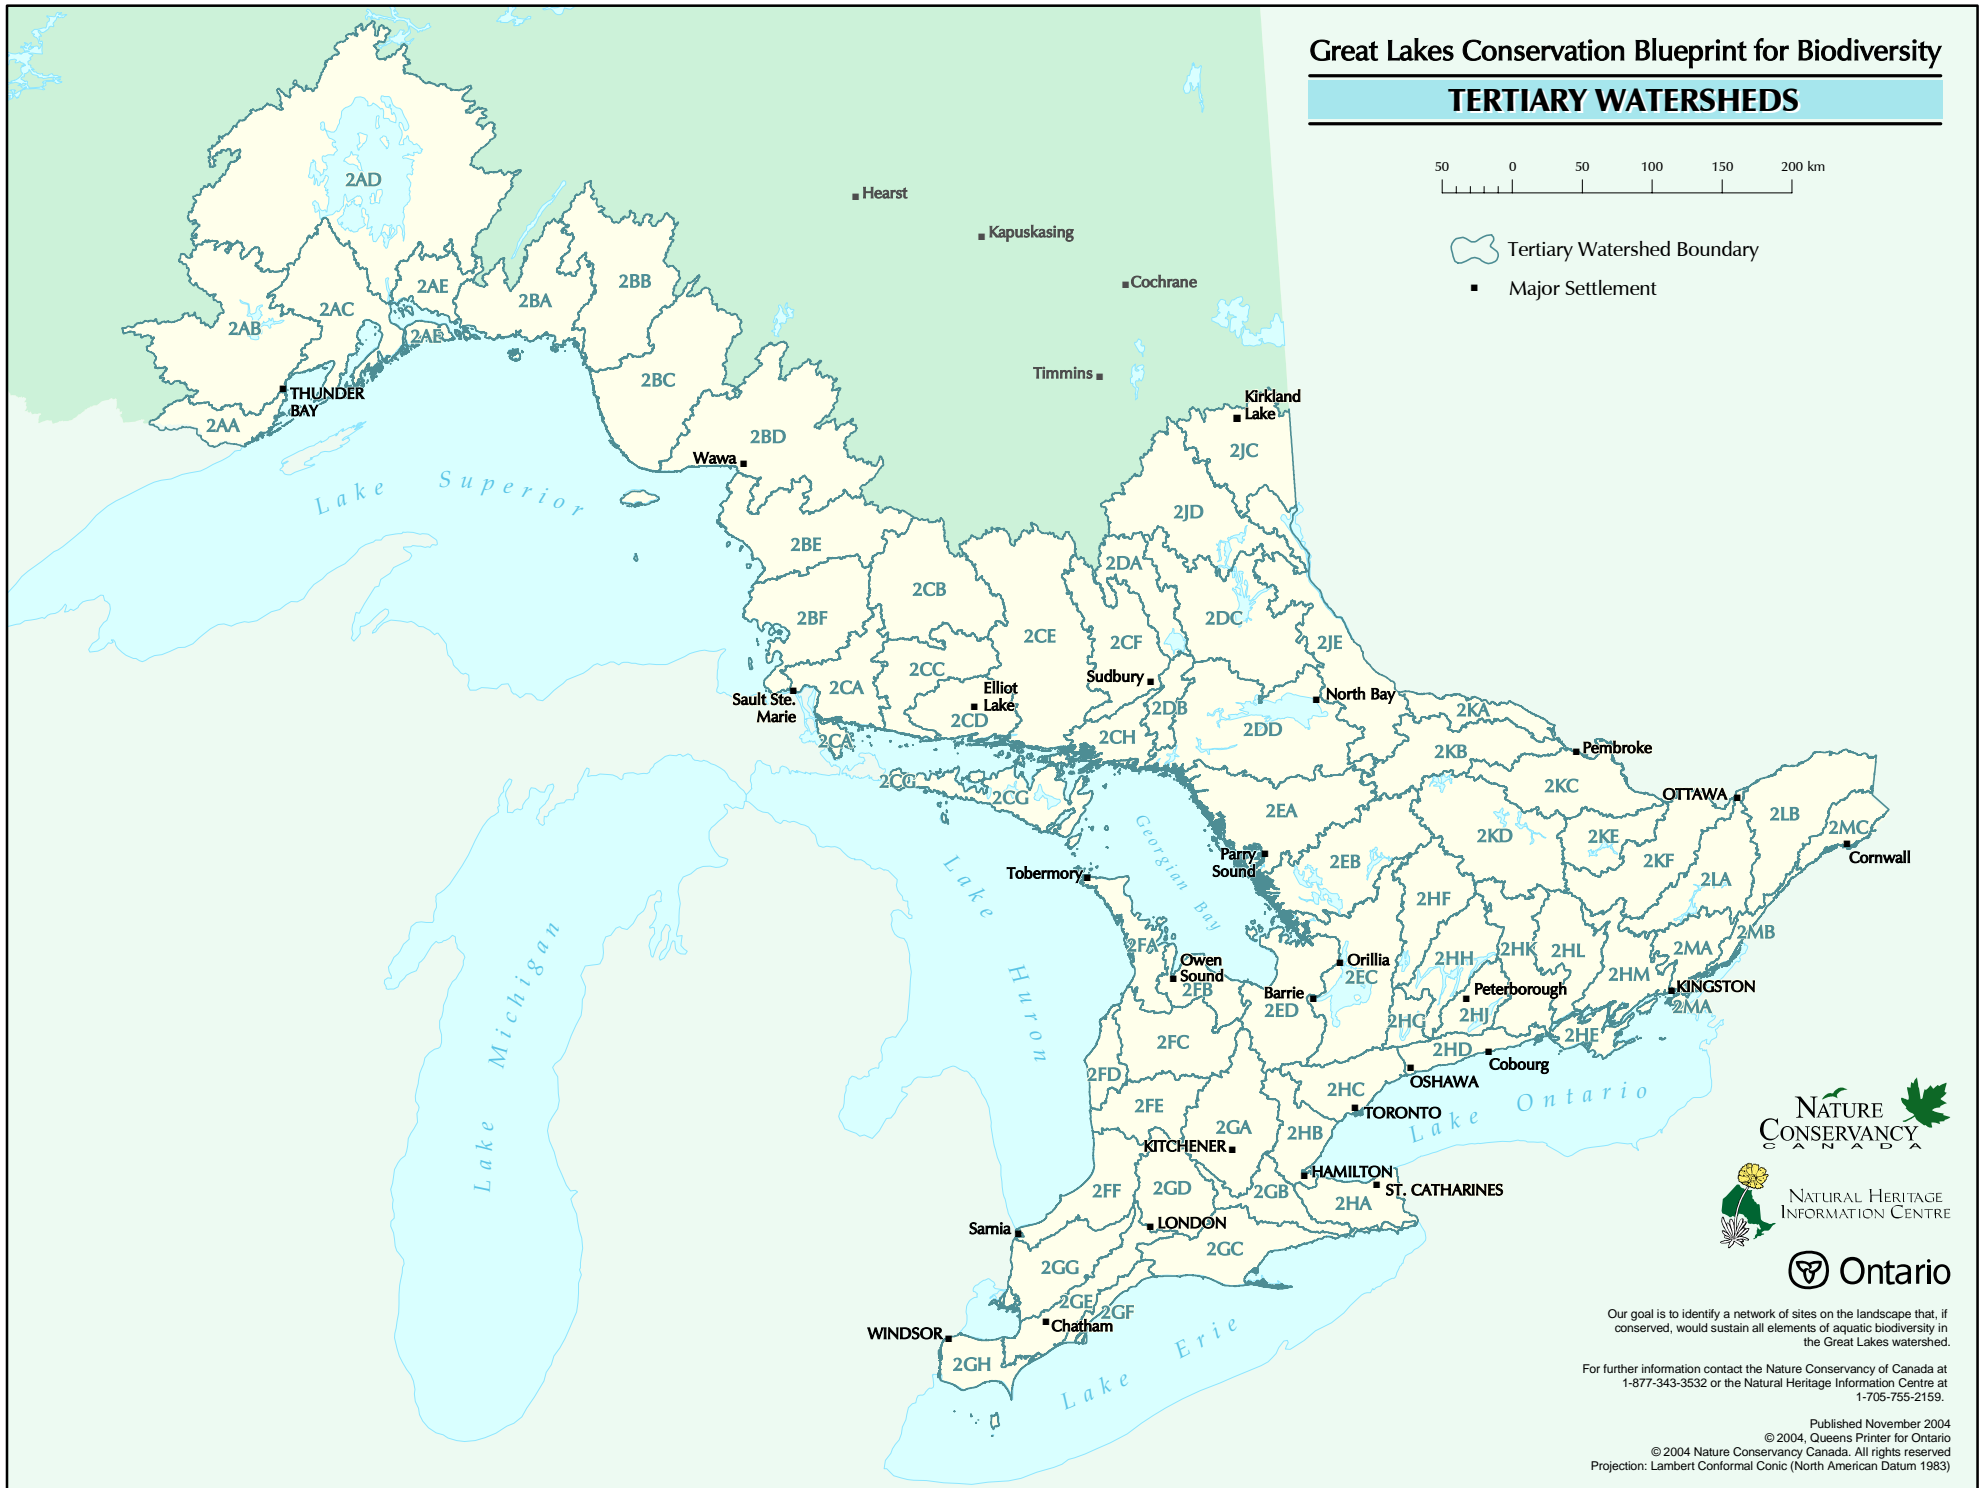 Great Lakes Conservation Blueprint for Biodiversity
TERTIARY WATERSHEDS
50 0 50 100 150 200 km
Tertiary Watershed Boundary
Major Settlement
2AD
Hearst
Kapuskasing
Cochrane
Timmins
2AE
2BA
2BB
2AC
2AB
2AE
THUNDER
BAY
2AA
2BC
2BD
Wawa
Kirkland
Lake
2JC
2JD
Lake Superior
2BE
2DA
2CB
2BF
2CE
2CF
2DC
2JE
2CC
2CA
Sudbury
Elliot
Lake
2CD
Sault Ste.
Marie
North Bay
2DB
2KA
2CH
2DD
2CA
2KB
Pembroke
2CG
2CG
2KC
OTTAWA
2EA
2LB
2MC
2KD
2KE
Cornwall
2KF
Parry
Sound
2EB
Georgian Bay
Tobermory
2LA
2HF
Lake Huron
Lake Michigan
2FA
2MB
2MA
2HK
2HL
2HH
Owen
Sound
Orillia
2EC
2HM
2FB
Barrie
Peterborough
KINGSTON
2MA
2ED
2HG
2HJ
2HE
2FC
2HD
Cobourg
2FD
OSHAWA
2HC
2FE
TORONTO
Lake Ontario
2GA
2HB
KITCHENER
HAMILTON
2FF
2GD
2GB
ST. CATHARINES
2HA
Sarnia
LONDON
2GC
2GG
2GE
2GF
Chatham
WINDSOR
2GH
Lake Erie
NATURE
CONSERVANCY
CANADA
NATURAL HERITAGE
INFORMATION CENTRE
Ontario
Our goal is to identify a network of sites on the landscape that, if
conserved, would sustain all elements of aquatic biodiversity in
the Great Lakes watershed.
For further information contact the Nature Conservancy of Canada at
1-877-343-3532 or the Natural Heritage Information Centre at
1-705-755-2159.
Published November 2004
© 2004, Queens Printer for Ontario
© 2004 Nature Conservancy Canada. All rights reserved
Projection: Lambert Conformal Conic (North American Datum 1983)